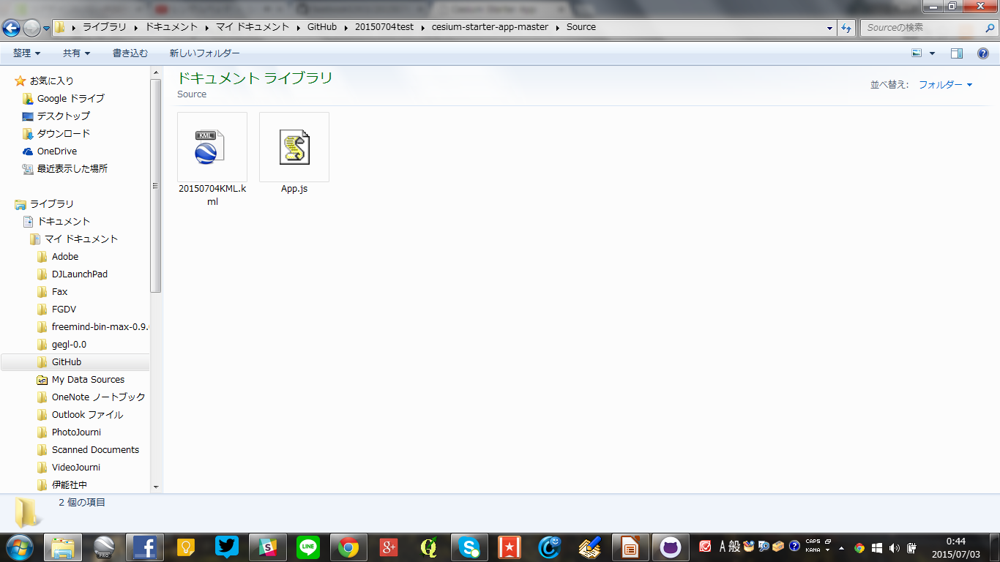 ライブラリ ドキュメント マイ ドキュメント GitHub 20150704test cesium-starter-app-master Source
Sourceの検索
整理 共有 書き込む 新しいフォルダー
お気に入り
Google ドライブ
デスクトップ
ダウンロード
OneDrive
最近表示した場所
ライブラリ
ドキュメント
マイ ドキュメント
Adobe
DJLaunchPad
Fax
FGDV
freemind-bin-max-0.9.
gegl-0.0
GitHub
My Data Sources
OneNote ノートブック
Outlook ファイル
PhotoJourni
Scanned Documents
VideoJourni
伊能社中
ドキュメント ライブラリ
Source
並べ替え: フォルダー
KML
20150704KML.k
ml
App.js
2 個の項目
PRO
LINE
A 般
CAPS
KANA
0:44
2015/07/03